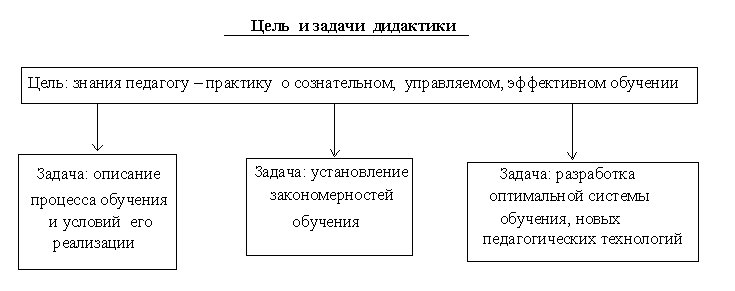 Цель и задачи дидактики
Цель: знания педагогу – практику о сознательном, управляемом, эффективном обучении
Задача: описание
процесса обучения
и условий его
реализации
Задача: установление
закономерностей
обучения
Задача: разработка
оптимальной системы
обучения, новых
педагогических технологий